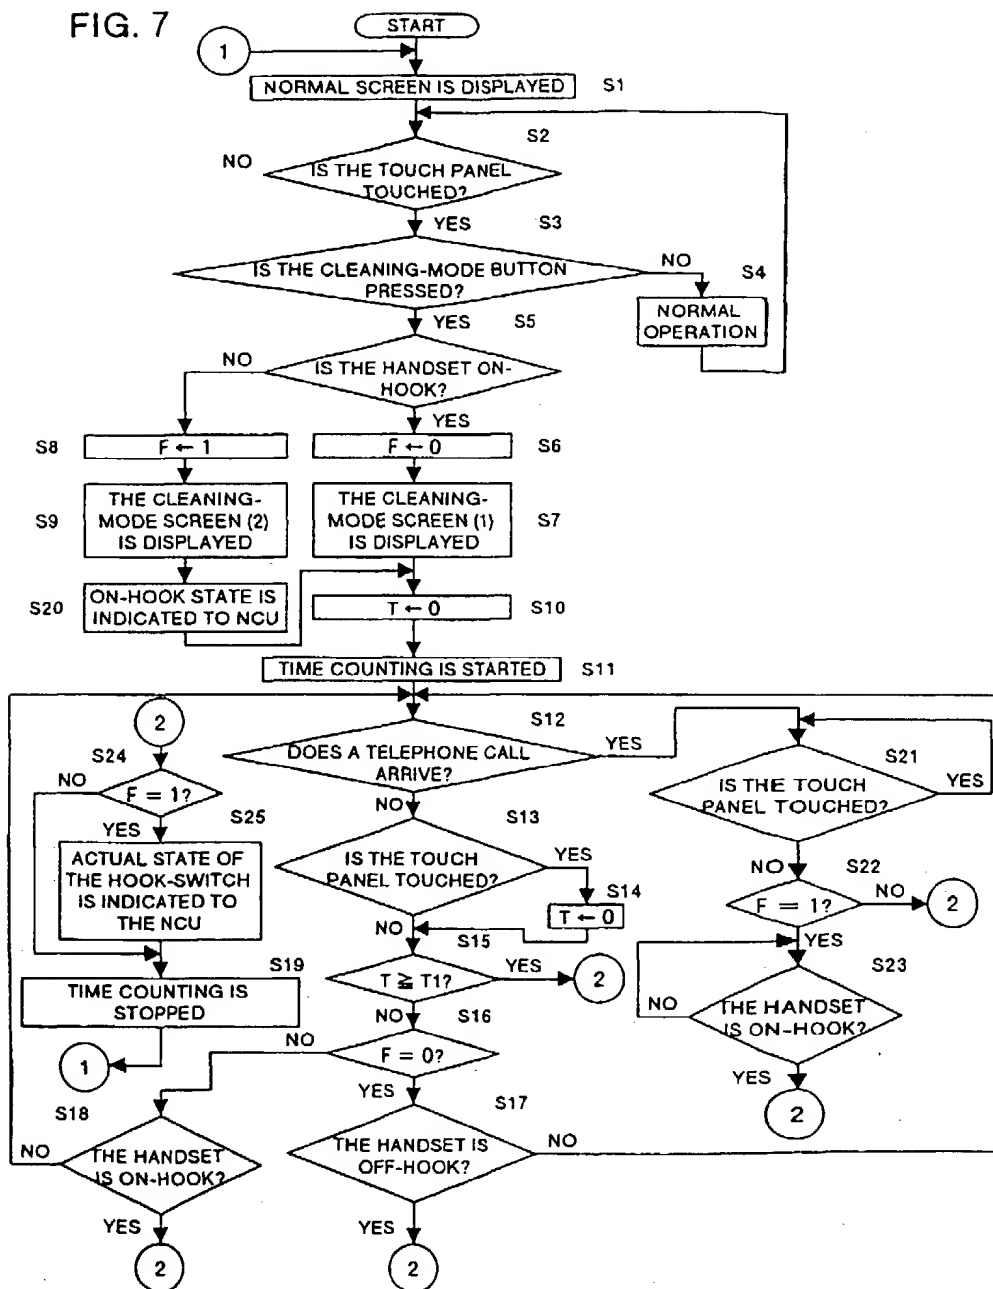 FIG. 7
START
1
NORMAL SCREEN IS DISPLAYED
S1
S2
NO
IS THE TOUCH PANEL
TOUCHED?
YES
S3
IS THE CLEANING-MODE BUTTON
PRESSED?
NO
S4
NORMAL
OPERATION
YES
S5
NO
IS THE HANDSET ON-
HOOK?
YES
S8
F ← 1
F ← 0
S6
S9
THE CLEANING-
MODE SCREEN (2)
IS DISPLAYED
THE CLEANING-
MODE SCREEN (1)
IS DISPLAYED
S7
S20
ON-HOOK STATE IS
INDICATED TO NCU
T ← 0
S10
TIME COUNTING IS STARTED
S11
2
S12
DOES A TELEPHONE CALL
ARRIVE?
YES
S21
IS THE TOUCH
PANEL TOUCHED?
YES
S24
NO
F = 1?
YES
S25
NO
S13
ACTUAL STATE OF
THE HOOK-SWITCH
IS INDICATED TO
THE NCU
IS THE TOUCH
PANEL TOUCHED?
YES
S14
T ← 0
NO
S22
F = 1?
NO
2
NO
S15
YES
S23
S19
T ≧ T1?
YES
2
TIME COUNTING IS
STOPPED
NO
THE HANDSET
IS ON-HOOK?
NO
S16
1
NO
F = 0?
YES
2
S18
YES
S17
NO
THE HANDSET
IS ON-HOOK?
THE HANDSET IS
OFF-HOOK?
NO
YES
2
YES
2